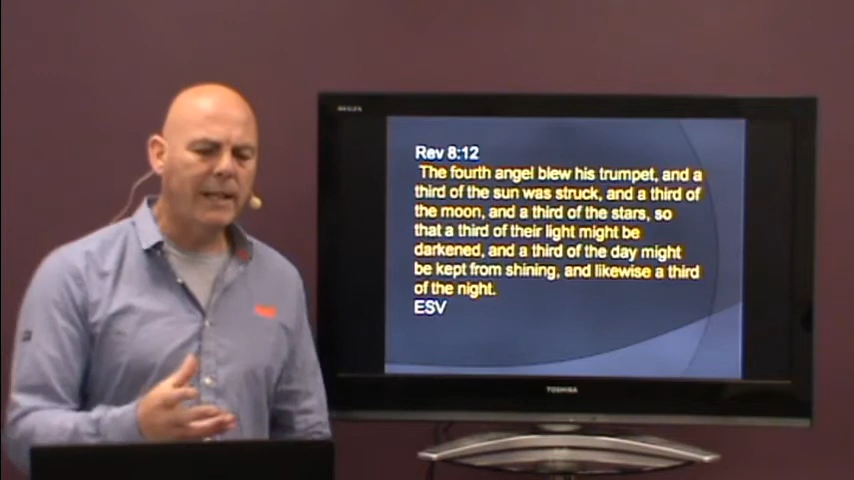 REGZA
Rev 8:12
The fourth angel blew his trumpet, and a
third of the sun was struck, and a third of
the moon, and a third of the stars, so
that a third of their light might be
darkened, and a third of the day might
be kept from shining, and likewise a third
of the night.
ESV
TOSHIBA